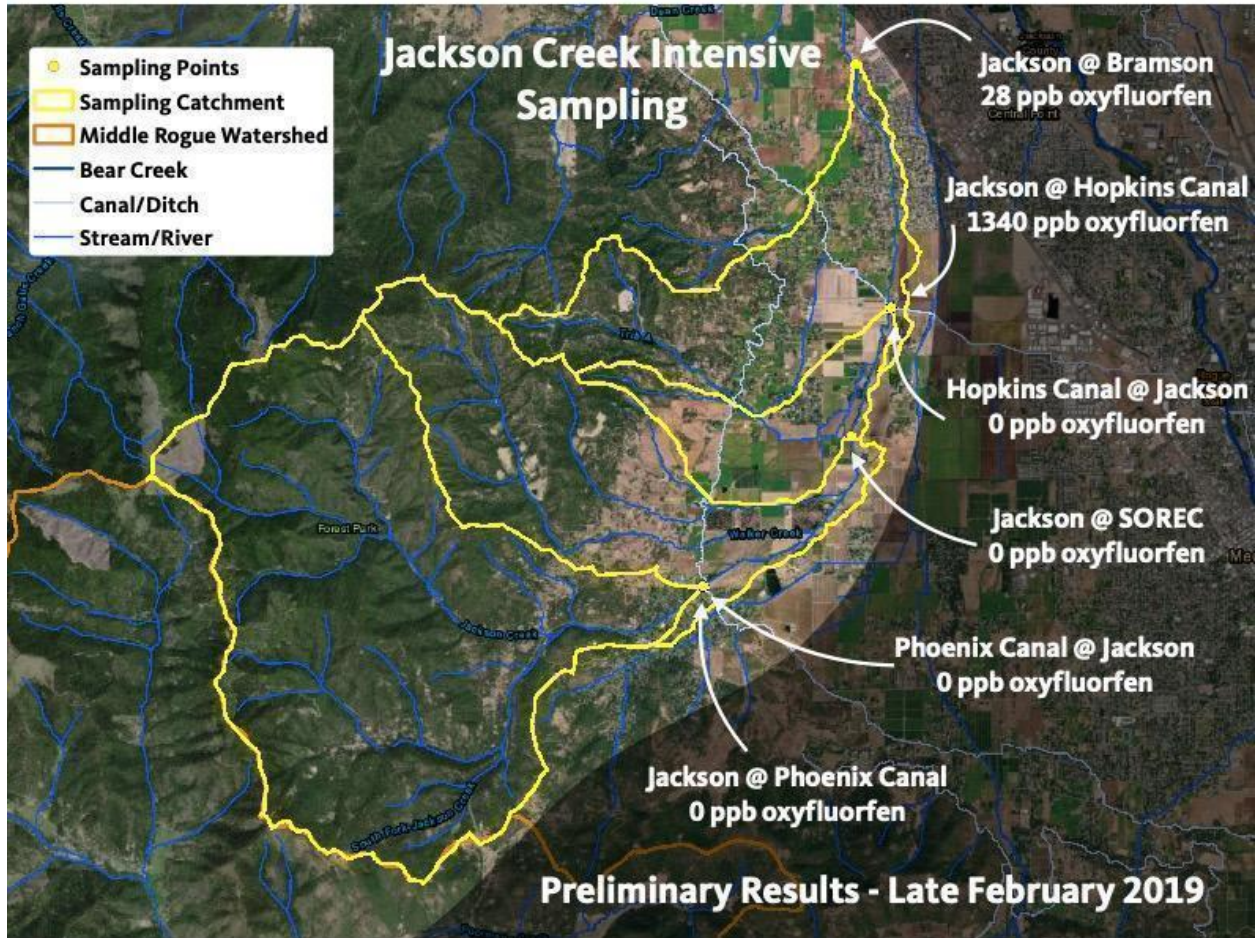 Jackson Creek Intensive
Sampling
Sampling Points
Sampling Catchment
Middle Rogue Watershed
Bear Creek
Canal/Ditch
Stream/River
Jackson @ Bramson
28 ppb oxyfluorfen
Jackson
County
Central Point
Jackson @ Hopkins Canal
1340 ppb oxyfluorfen
Trib A
Hopkins Canal @ Jackson
0 ppb oxyfluorfen
Jackson @ SOREC
0 ppb oxyfluorfen
Forest Park
Walker Creek
Jackson Creek
Phoenix Canal @ Jackson
0 ppb oxyfluorfen
Jackson @ Phoenix Canal
0 ppb oxyfluorfen
South Fork Jackson Creek
Preliminary Results - Late February 2019